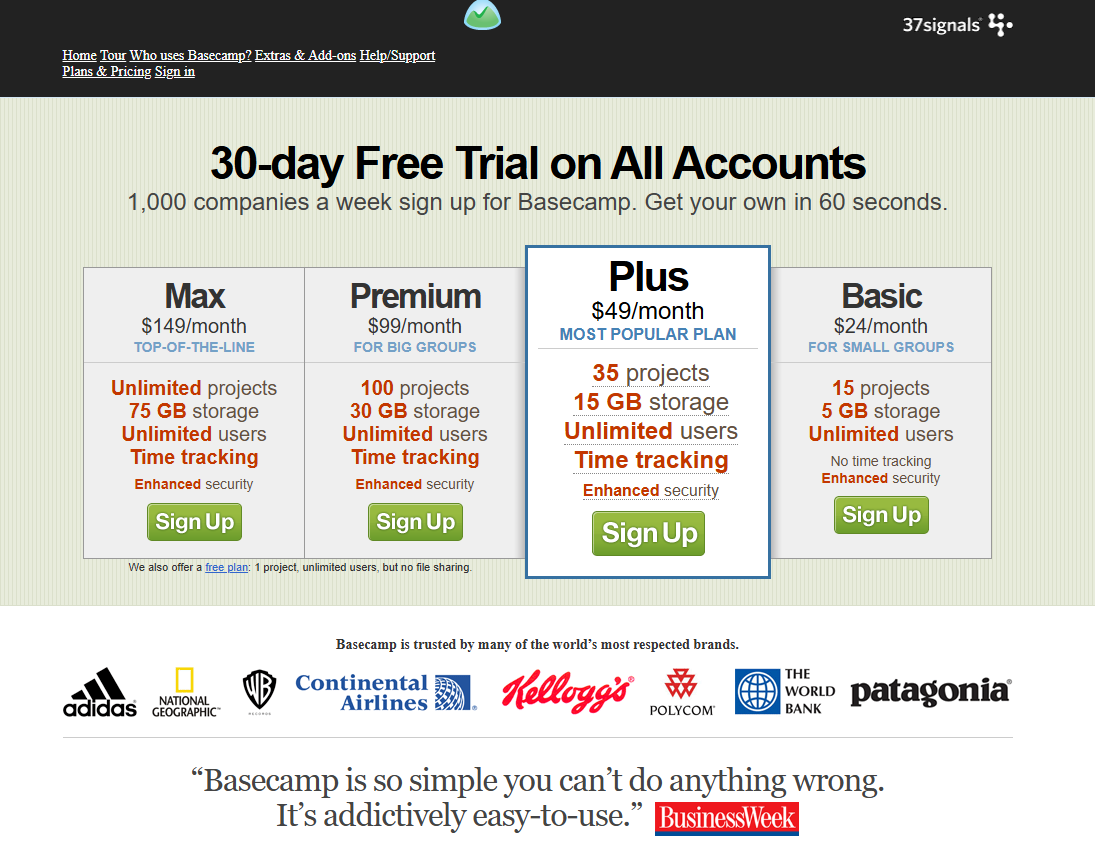 37signals
Home Tour Who uses Basecamp? Extras & Add-ons Help/Support
Plans & Pricing Sign in
30-day Free Trial on All Accounts
1,000 companies a week sign up for Basecamp. Get your own in 60 seconds.
Max
$149/month
TOP-OF-THE-LINE
Unlimited projects
75 GB storage
Unlimited users
Time tracking
Enhanced security
Sign Up
Premium
$99/month
FOR BIG GROUPS
100 projects
30 GB storage
Unlimited users
Time tracking
Enhanced security
Sign Up
Plus
$49/month
MOST POPULAR PLAN
35 projects
15 GB storage
Unlimited users
Time tracking
Enhanced security
Sign Up
Basic
$24/month
FOR SMALL GROUPS
15 projects
5 GB storage
Unlimited users
No time tracking
Enhanced security
Sign Up
We also offer a free plan: 1 project, unlimited users, but no file sharing.
Basecamp is trusted by many of the world’s most respected brands.
adidas
NATIONAL
GEOGRAPHIC™
WB
RECORDS
Continental
Airlines
Kellogg's®
POLYCOM®
THE
WORLD
BANK
patagonia®
“Basecamp is so simple you can’t do anything wrong.
It’s addictively easy-to-use.” BusinessWeek